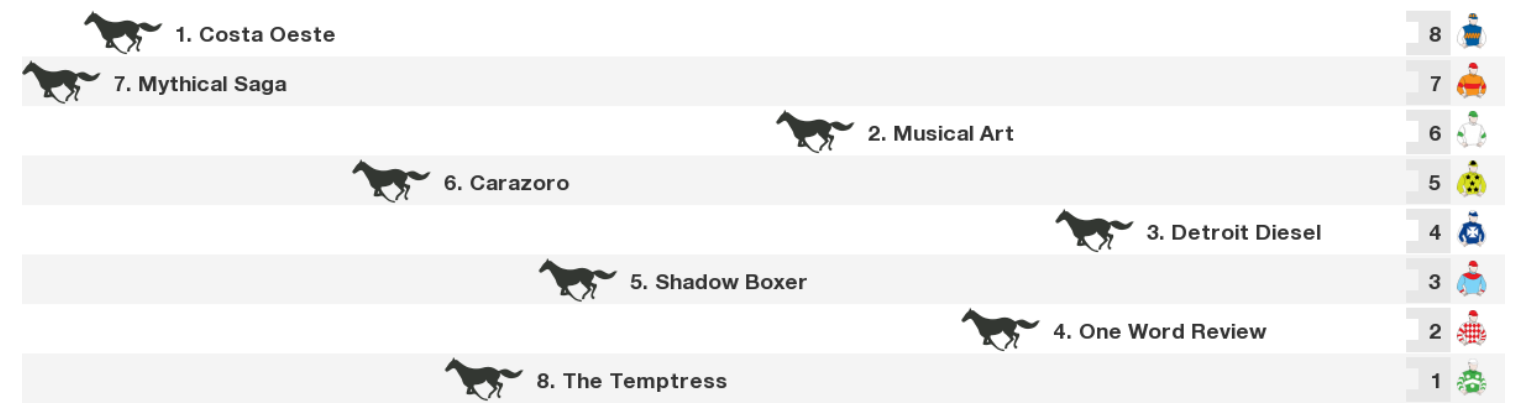 1. Costa Oeste 8
7. Mythical Saga 7
2. Musical Art 6
6. Carazoro 5
3. Detroit Diesel 4
5. Shadow Boxer 3
4. One Word Review 2
8. The Temptress 1